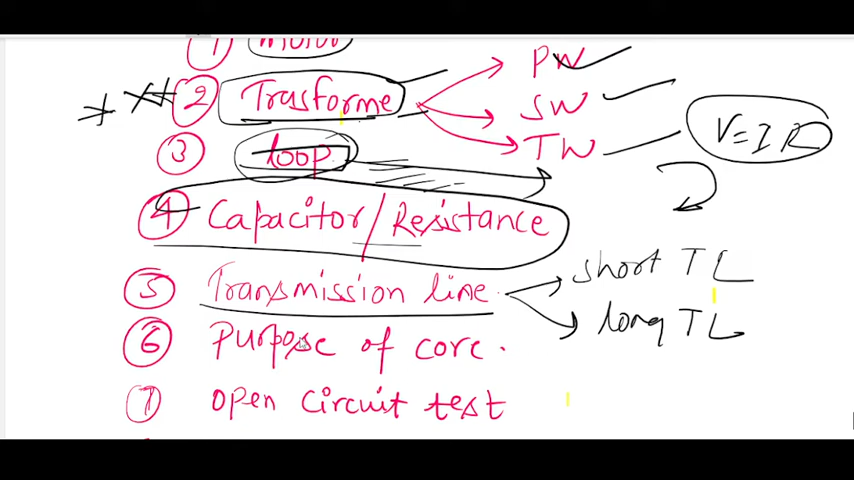 PW
② Trasforme
SW
③ loop
TW
V=IR
④ Capacitor/Resistance
⑤ Transmission line
short TL
long TL
⑥ Purpose of core.
⑦ open circuit test